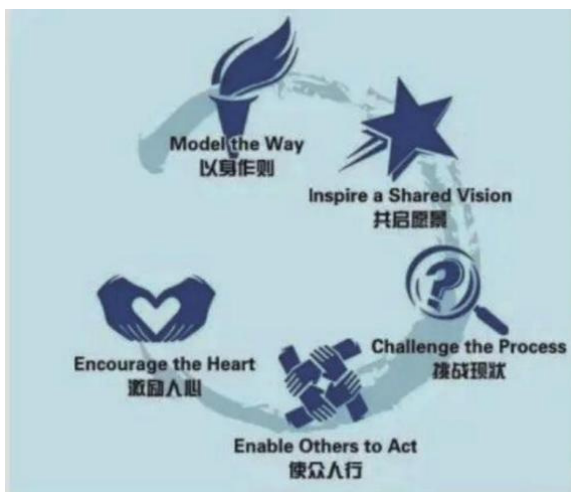 Model the Way
以身作则
Inspire a Shared Vision
共启愿景
Challenge the Process
挑战现状
Enable Others to Act
使众人行
Encourage the Heart
激励人心